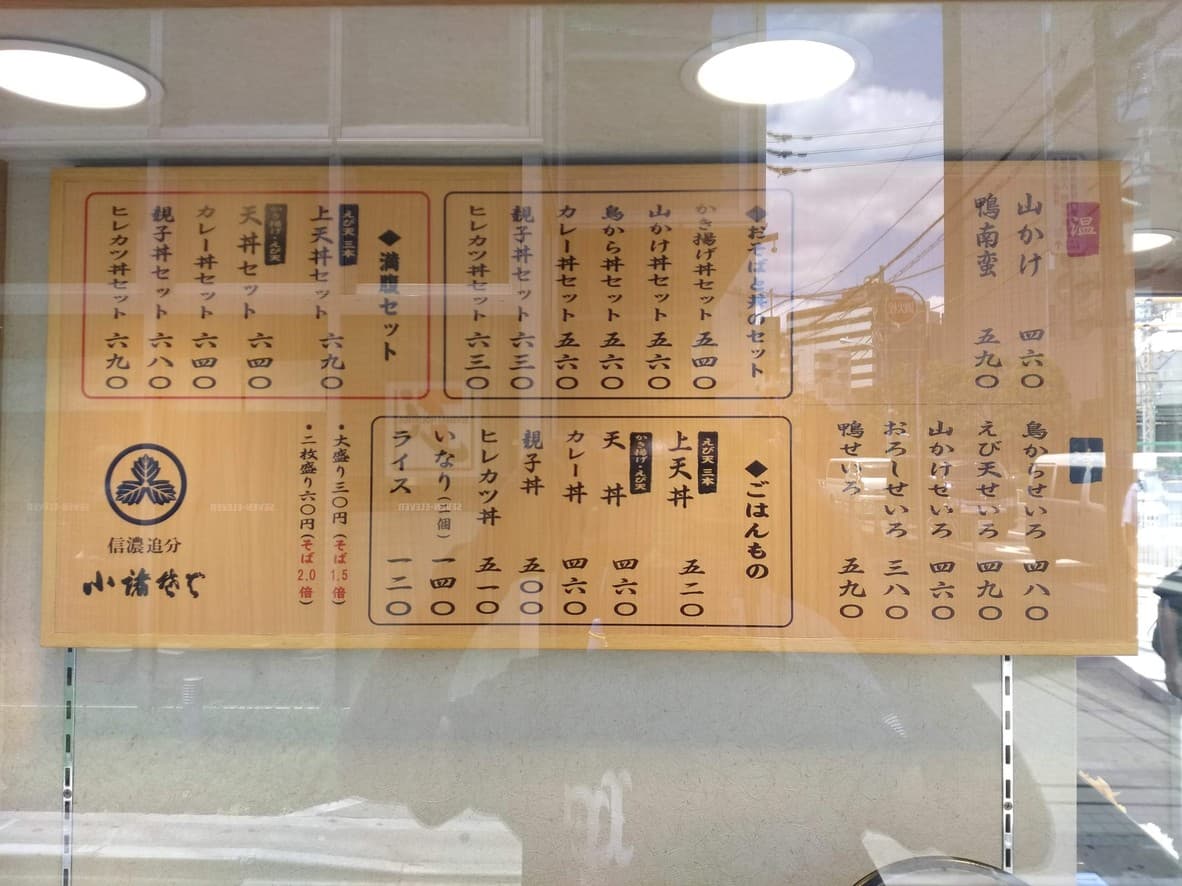 温
山かけ 四六〇
鴨南蛮 五九〇
鳥からせいろ 四八〇
えび天せいろ 四九〇
山かけせいろ 四六〇
おろしせいろ 三八〇
鴨せいろ 五九〇
◆おそばと丼のセット
かき揚げ丼セット 五四〇
山かけ丼セット 五六〇
鳥から丼セット 五六〇
カレー丼セット 五六〇
親子丼セット 六三〇
ヒレカツ丼セット 六三〇
◆満腹セット
えび天 三本
上天丼セット 六九〇
かき揚げ・えび天
天丼セット 六四〇
カレー丼セット 六四〇
親子丼セット 六八〇
ヒレカツ丼セット 六九〇
◆ごはんもの
えび天 三本
上天丼 五二〇
かき揚げ・えび天
天丼 四六〇
カレー丼 四六〇
親子丼 五〇〇
ヒレカツ丼 五一〇
いなり 一四〇
ライス 一二〇
●大盛り三〇円(そば1.5倍)
●二枚盛り六〇円(そば2.0倍)
信濃追分
小諸そば
SEVEN-ELEVEN
SEVEN-ELEVEN
SEVEN-ELEVEN